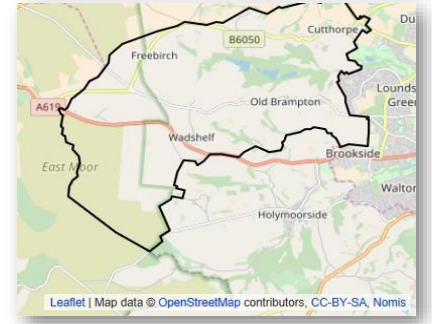 Cutthorpe
Du
B6050
Freebirch
Lounds
Green
A619
Old Brampton
Wadshelf
Brookside
East Moor
Walton
Holymoorside
Leaflet | Map data © OpenStreetMap contributors, CC-BY-SA, Nomis